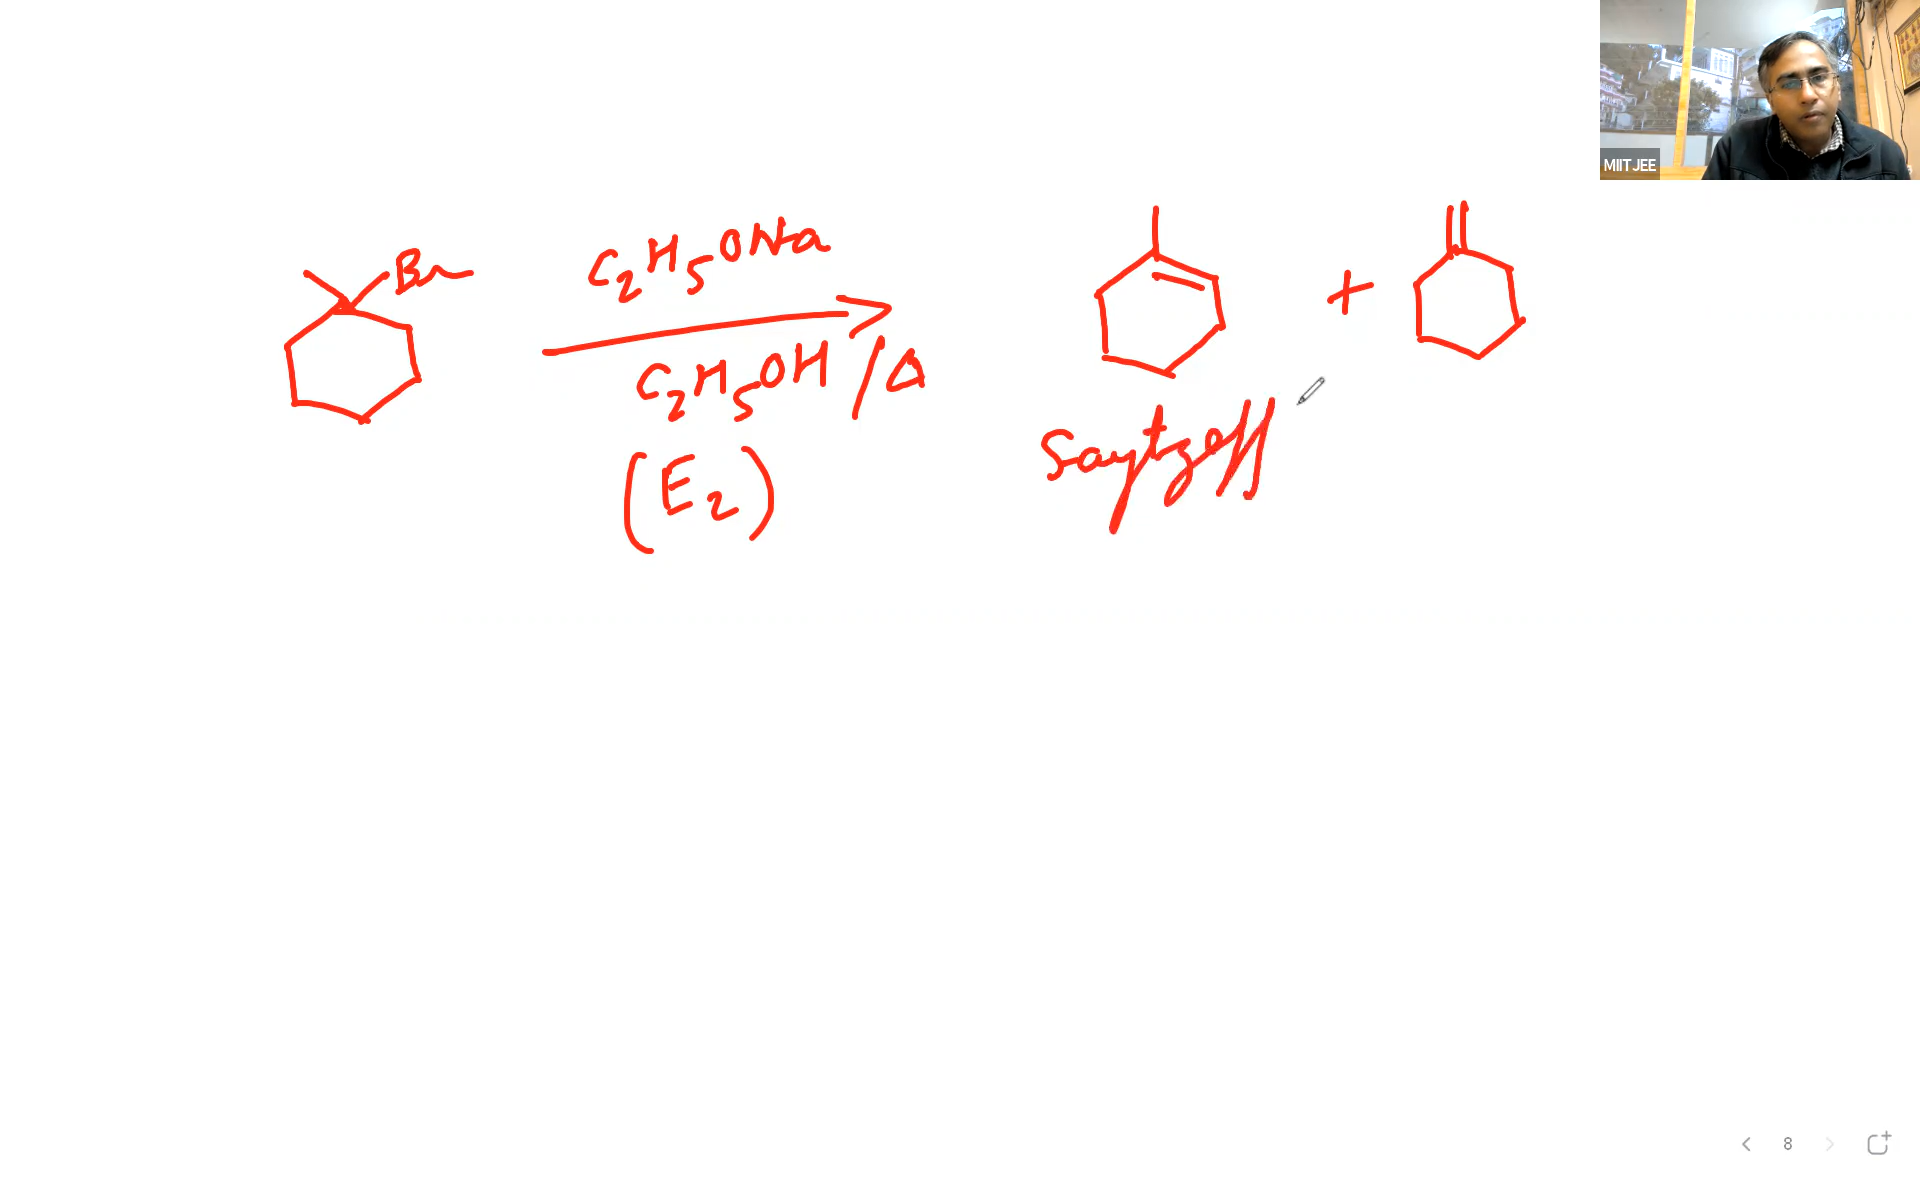 MIIT JEE
Br
C2H5ONa
C2H5OH/Δ
(E2)
+
Saytzeff
8